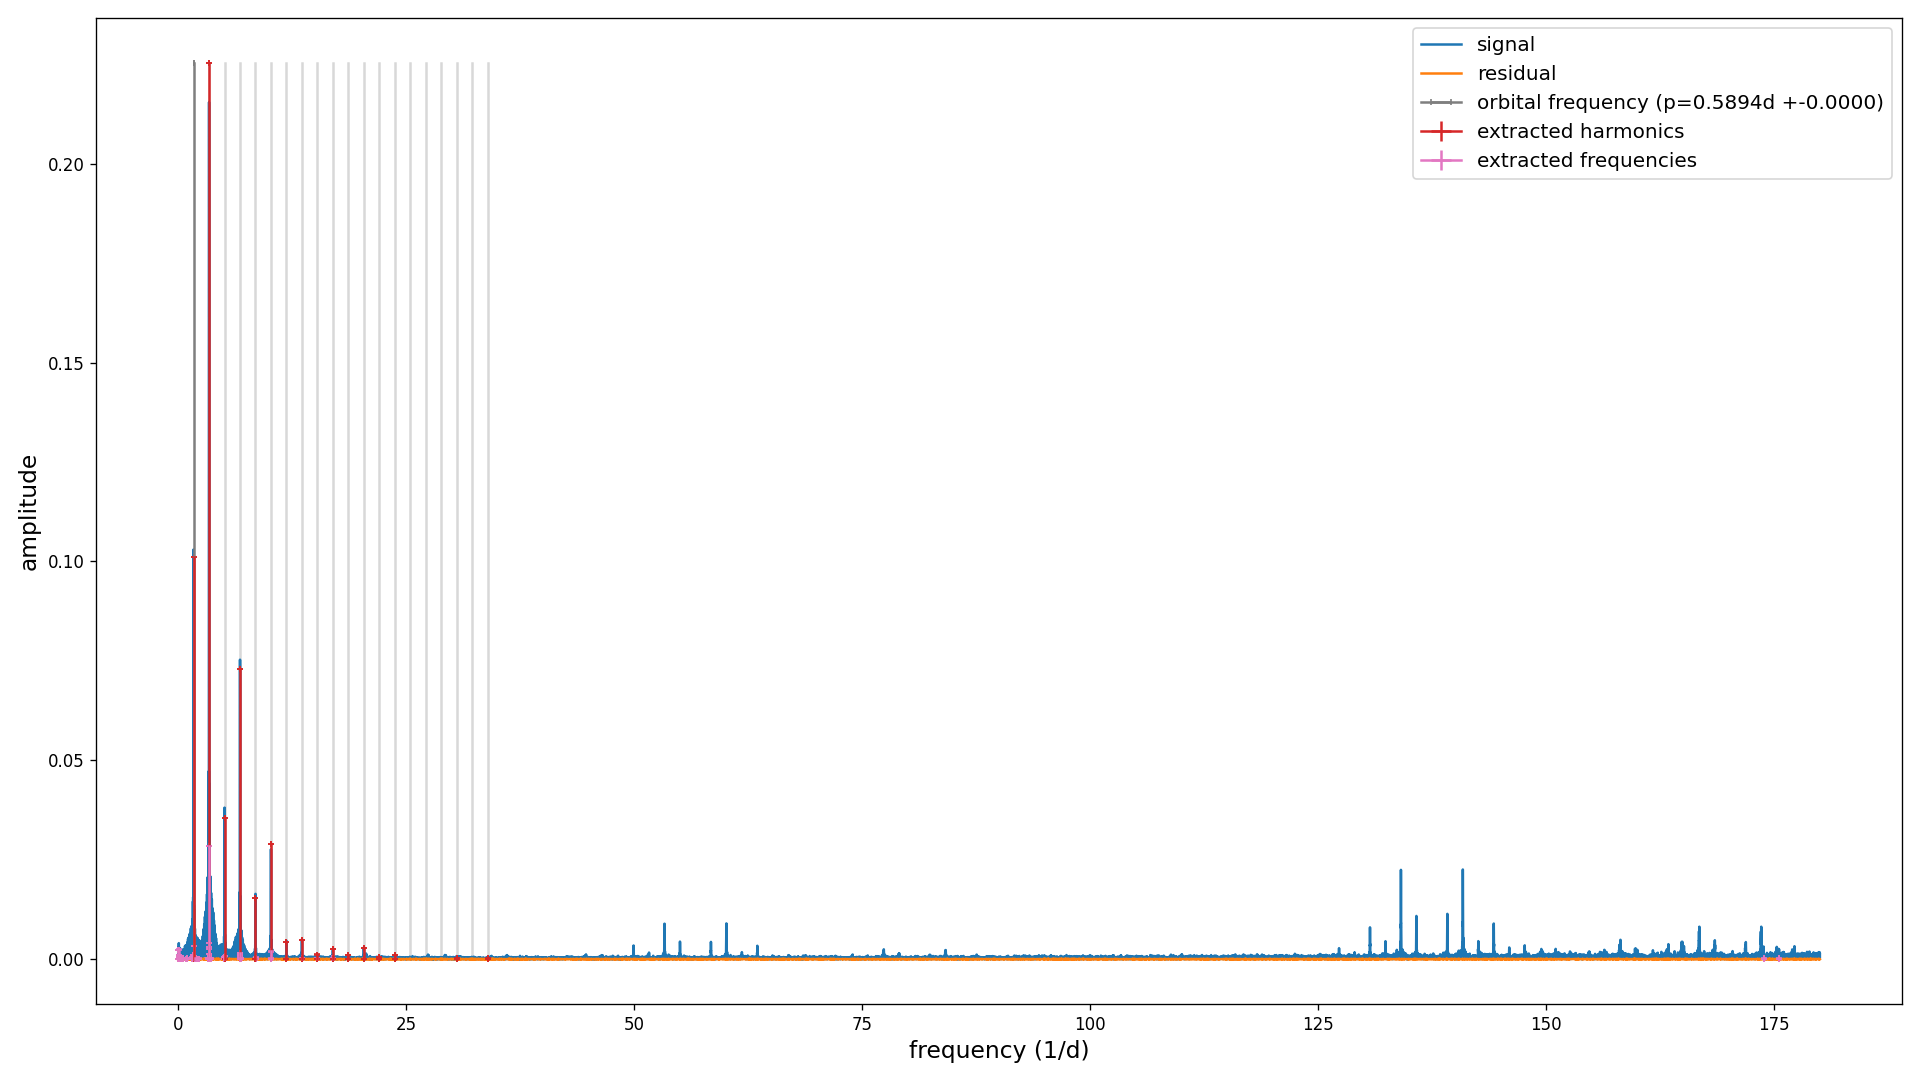 signal
residual
orbital frequency (p=0.5894d +-0.0000)
extracted harmonics
extracted frequencies
0.20
0.15
0.10
0.05
0.00
amplitude
0 25 50 75 100 125 150 175
frequency (1/d)